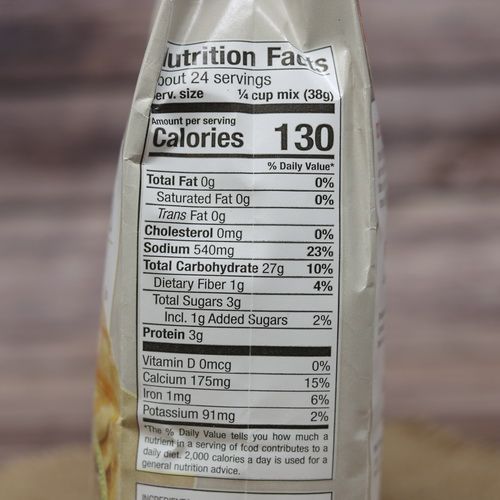 Nutrition Facts
bout 24 servings
erv. size ¼ cup mix (38g)
Amount per serving
Calories 130
% Daily Value*
Total Fat 0g 0%
Saturated Fat 0g 0%
Trans Fat 0g
Cholesterol 0mg 0%
Sodium 540mg 23%
Total Carbohydrate 27g 10%
Dietary Fiber 1g 4%
Total Sugars 3g
Incl. 1g Added Sugars 2%
Protein 3g
Vitamin D 0mcg 0%
Calcium 175mg 15%
Iron 1mg 6%
Potassium 91mg 2%
*The % Daily Value tells you how much a
nutrient in a serving of food contributes to a
daily diet. 2,000 calories a day is used for a
general nutrition advice.